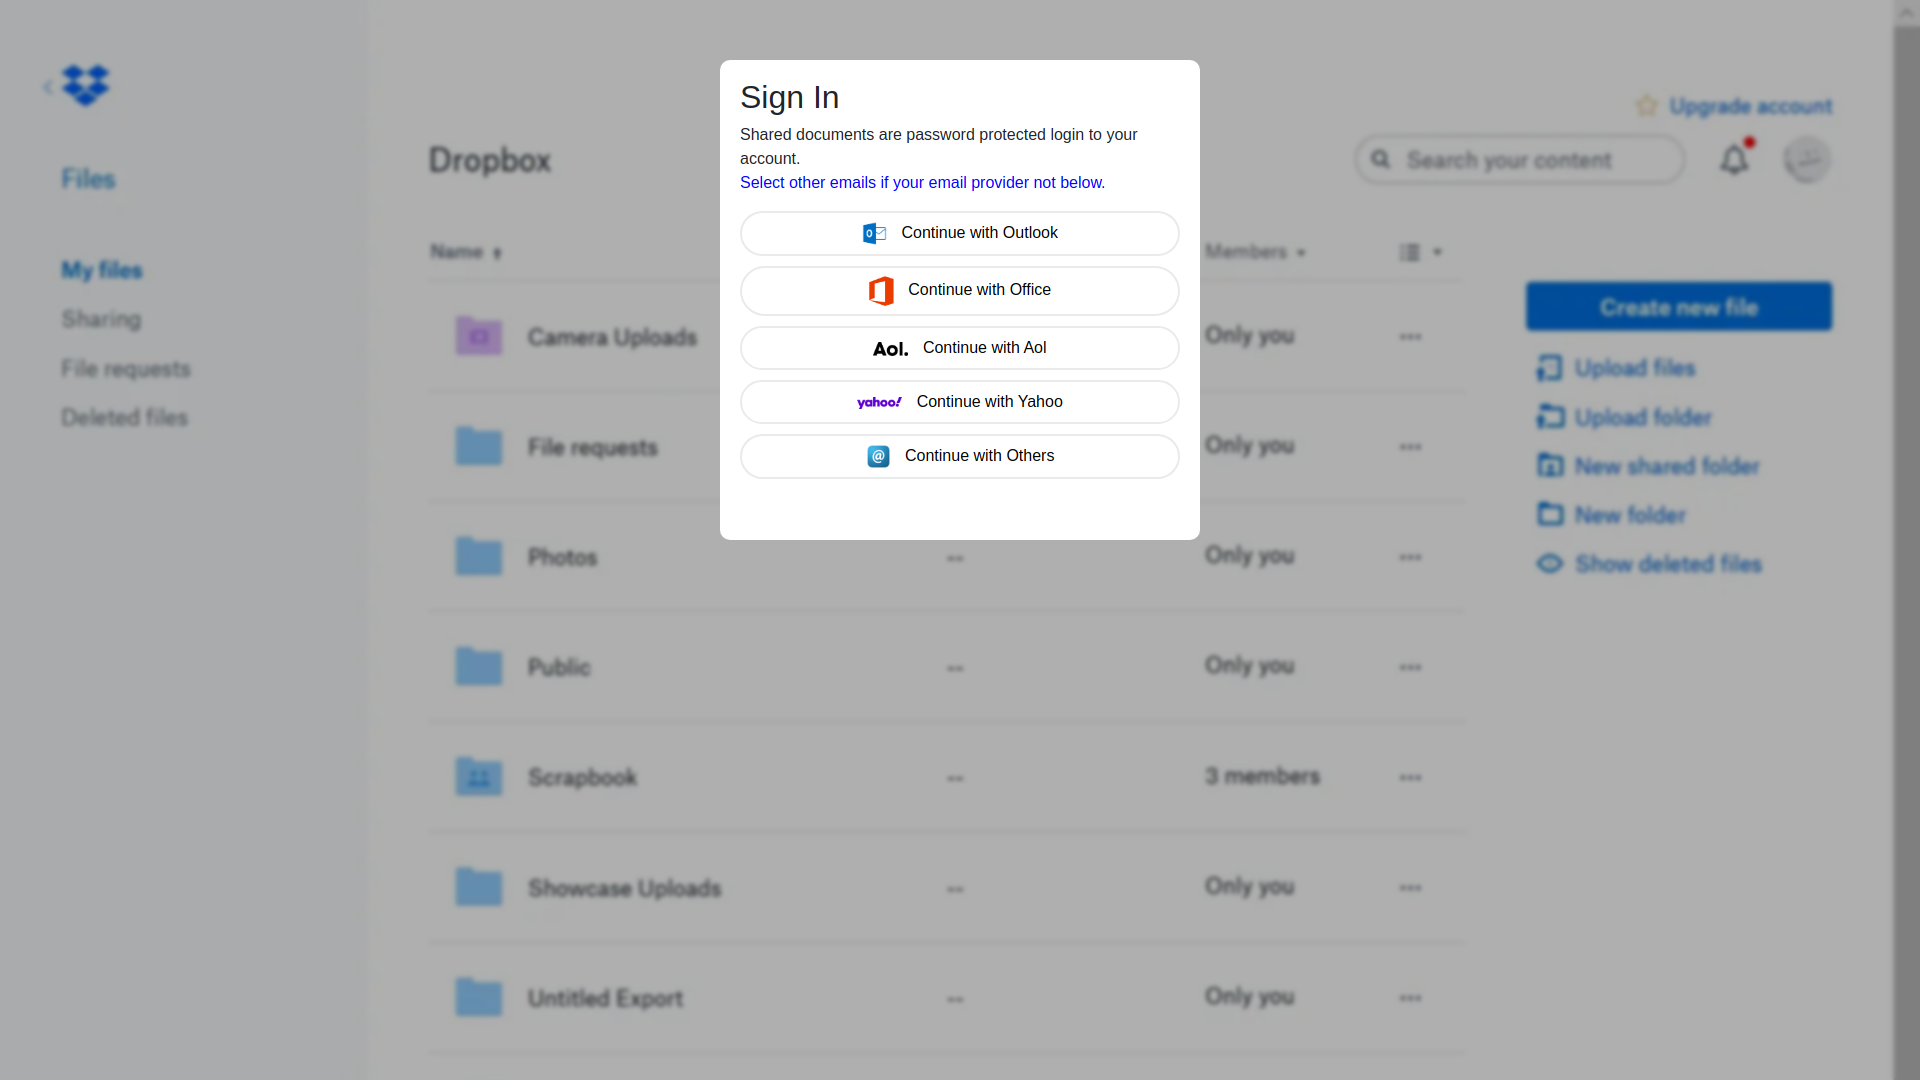 Sign In
Shared documents are password protected login to your
account.
Select other emails if your email provider not below.
Continue with Outlook
Continue with Office
Aol. Continue with Aol
yahoo! Continue with Yahoo
@ Continue with Others
Upgrade account
Dropbox
Search your content
Files
My files
Sharing
File requests
Deleted files
Name
Members
Camera Uploads
Only you
File requests
Only you
Photos -- Only you
Public -- Only you
Scrapbook -- 3 members
Showcase Uploads -- Only you
Untitled Export -- Only you
Create new file
Upload files
Upload folder
New shared folder
New folder
Show deleted files